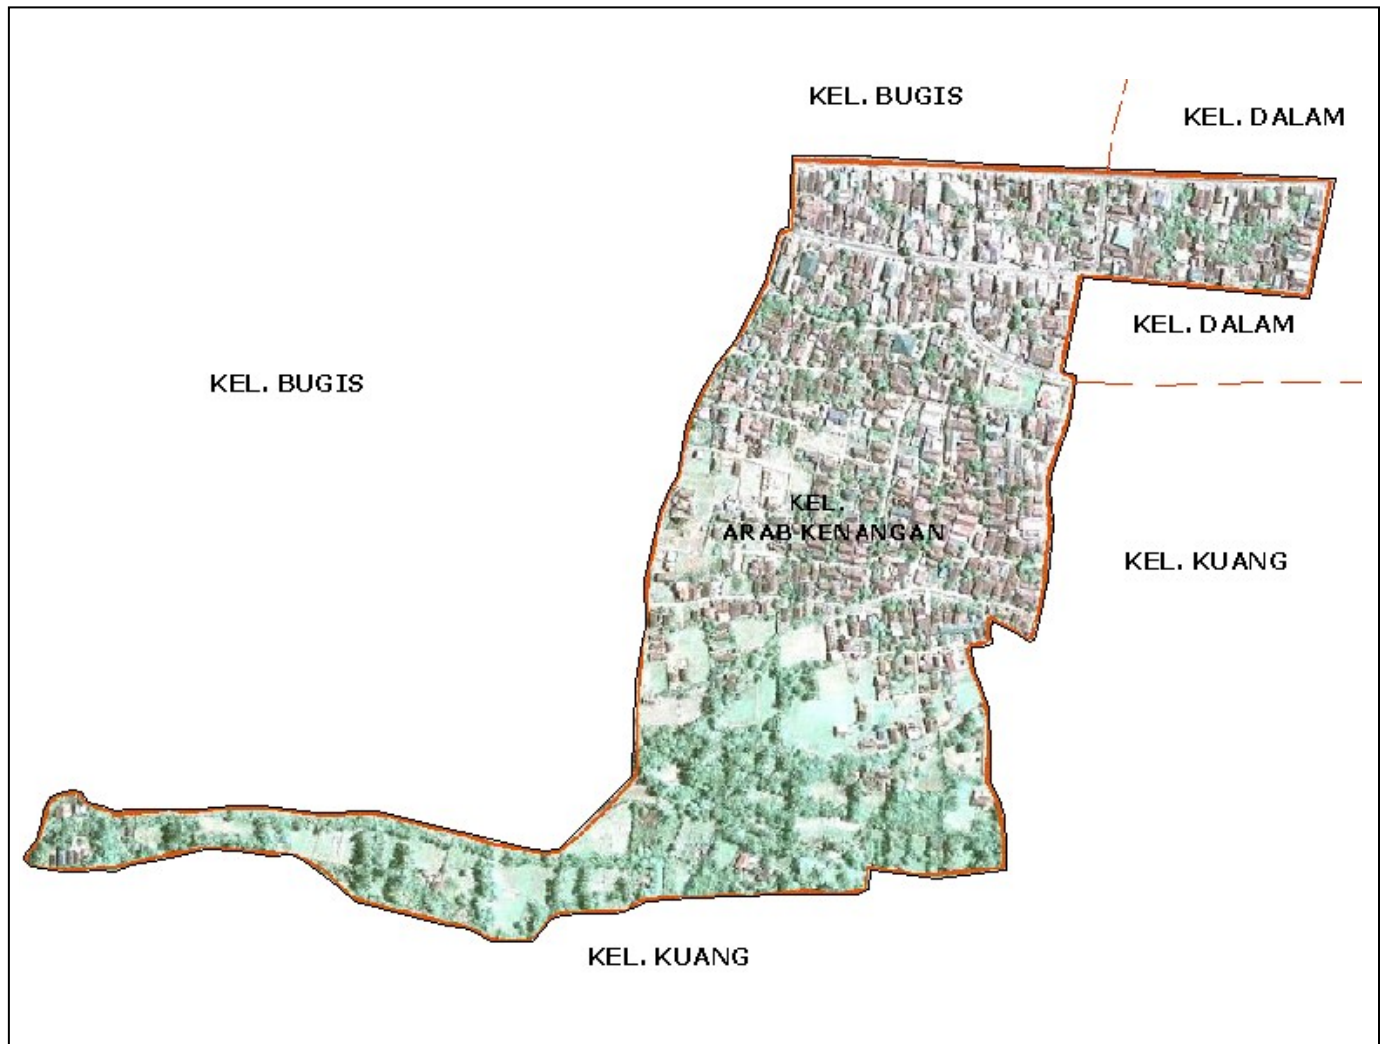 KEL. BUGIS
KEL. DALAM
KEL. DALAM
KEL. BUGIS
KEL.
ARAB KENANGAN
KEL. KUANG
KEL. KUANG